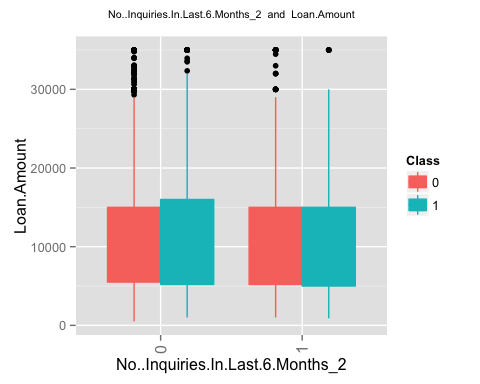 No..Inquiries.In.Last.6.Months_2 and Loan.Amount
Loan.Amount
30000
20000
10000
0
0
1
No..Inquiries.In.Last.6.Months_2
Class
0
1